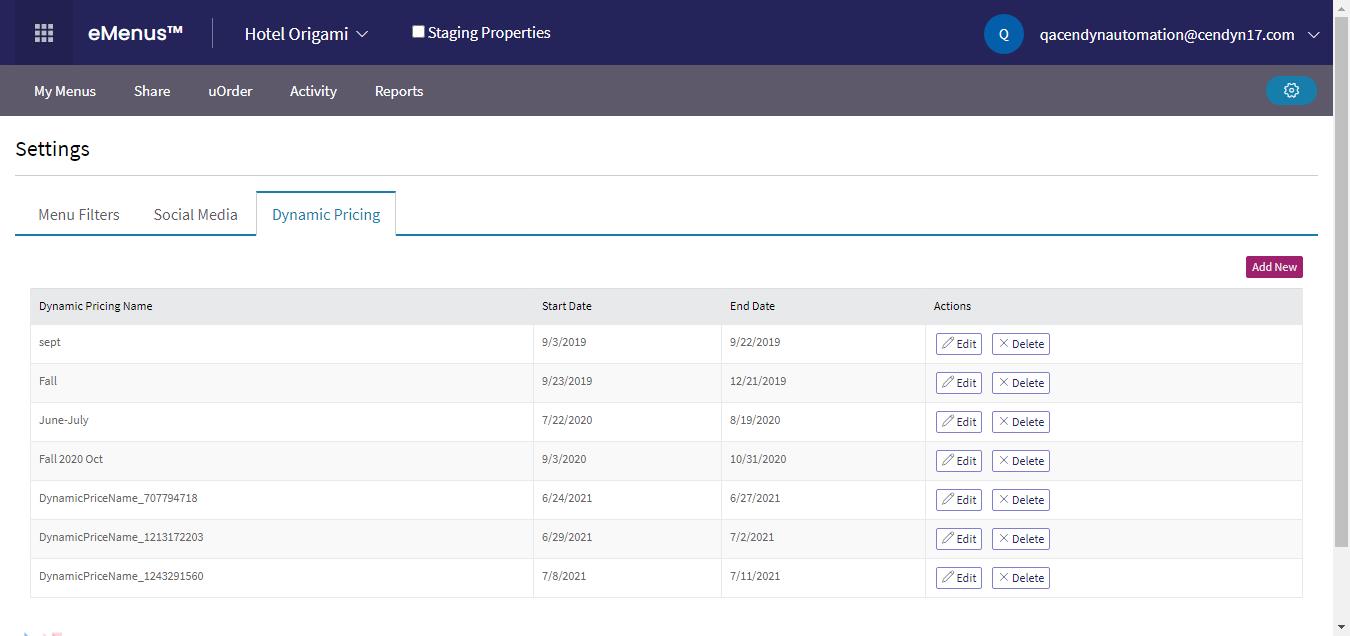 eMenus™ Hotel Origami Staging Properties Q qacendynautomation@cendyn17.com
My Menus Share uOrder Activity Reports
Settings
Menu Filters Social Media Dynamic Pricing
Add New
Dynamic Pricing Name Start Date End Date Actions
sept 9/3/2019 9/22/2019 Edit Delete
Fall 9/23/2019 12/21/2019 Edit Delete
June-July 7/22/2020 8/19/2020 Edit Delete
Fall 2020 Oct 9/3/2020 10/31/2020 Edit Delete
DynamicPriceName_707794718 6/24/2021 6/27/2021 Edit Delete
DynamicPriceName_1213172203 6/29/2021 7/2/2021 Edit Delete
DynamicPriceName_1243291560 7/8/2021 7/11/2021 Edit Delete